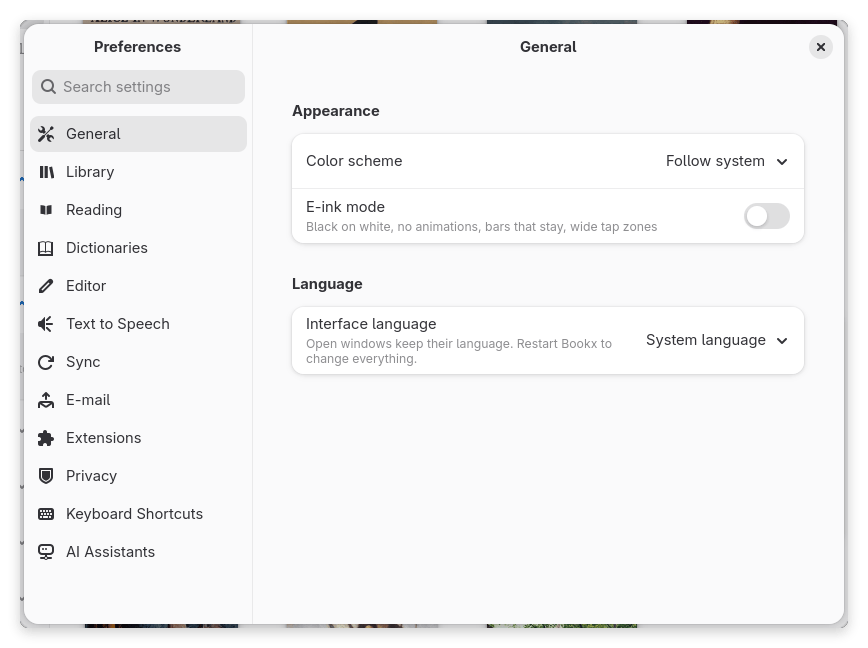 Preferences
Search settings
General
Library
Reading
Dictionaries
Editor
Text to Speech
Sync
E-mail
Extensions
Privacy
Keyboard Shortcuts
AI Assistants
General
Appearance
Color scheme
Follow system
E-ink mode
Black on white, no animations, bars that stay, wide tap zones
Language
Interface language
Open windows keep their language. Restart Bookx to
change everything.
System language